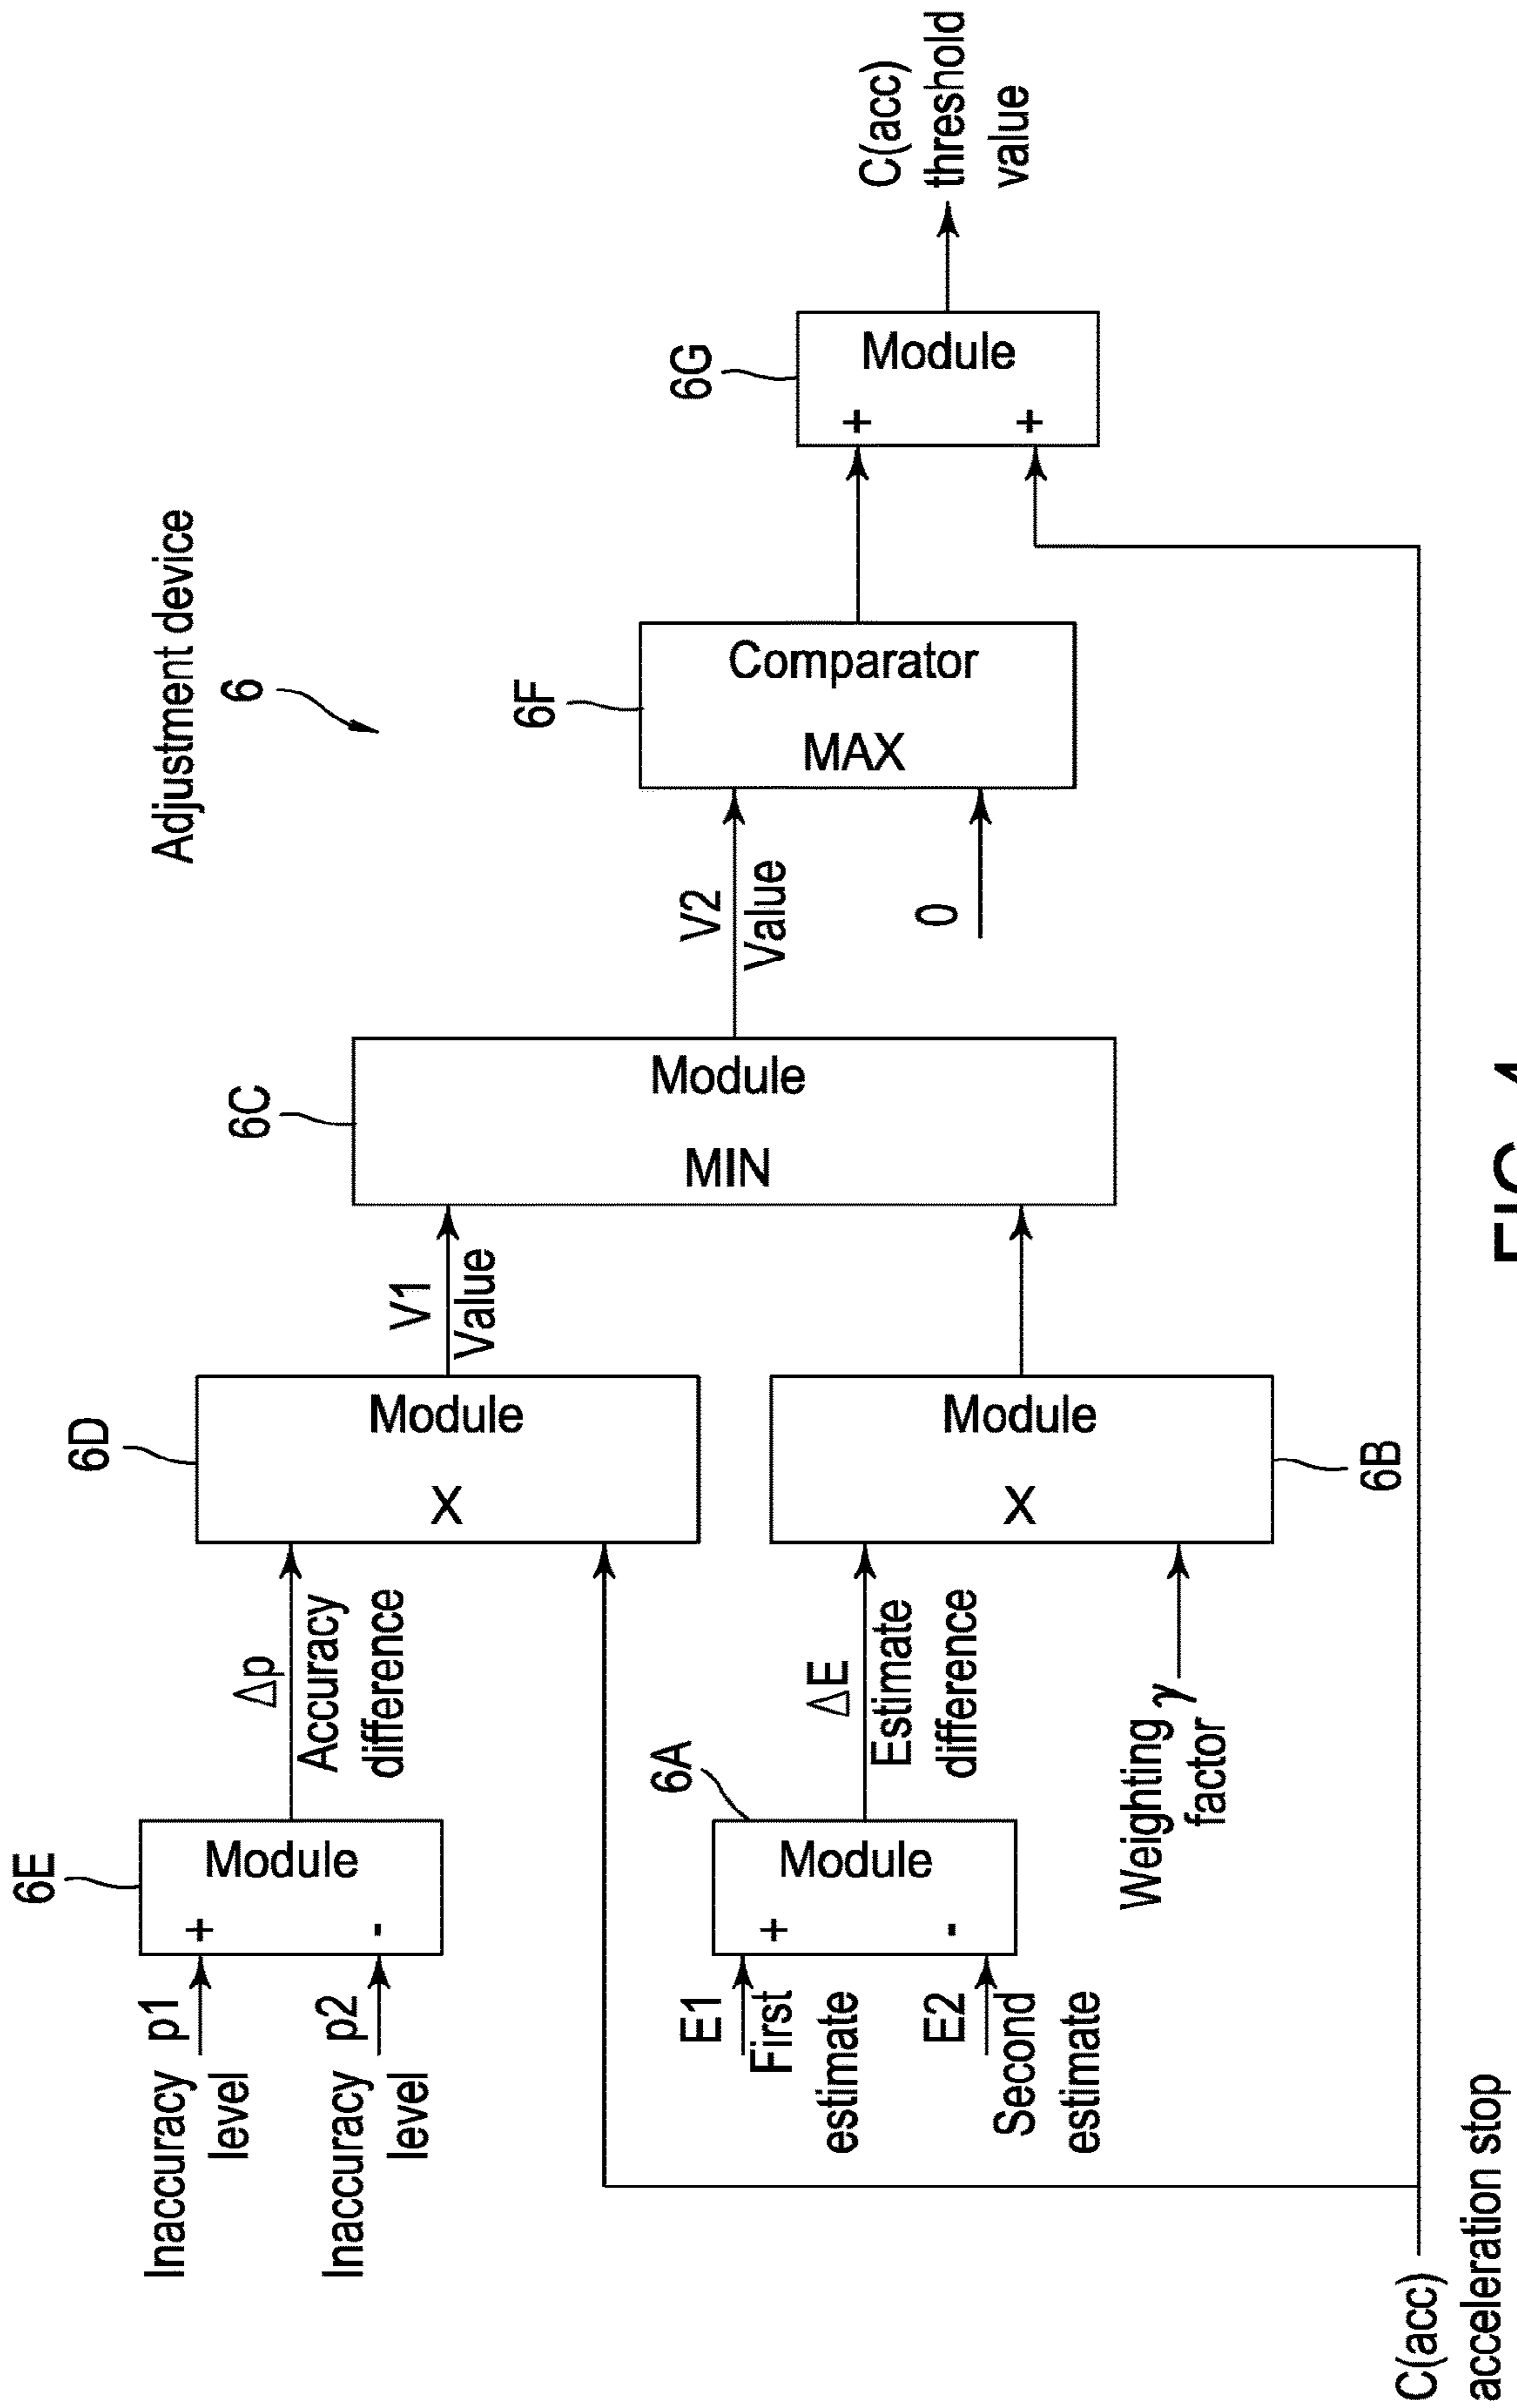 Adjustment device
6
6E
Inaccuracy p1
level
Inaccuracy p2
level
+
-
Module
Δp
Accuracy
difference
6D
X
Module
V1
Value
6A
E1
First
estimate
E2
Second
estimate
+
-
Module
ΔE
Estimate
difference
Weighting γ
factor
6B
X
Module
6C
MIN
Module
V2
Value
0
6F
MAX
Comparator
6G
+
+
Module
C(acc)
threshold
value
C(acc)
acceleration stop